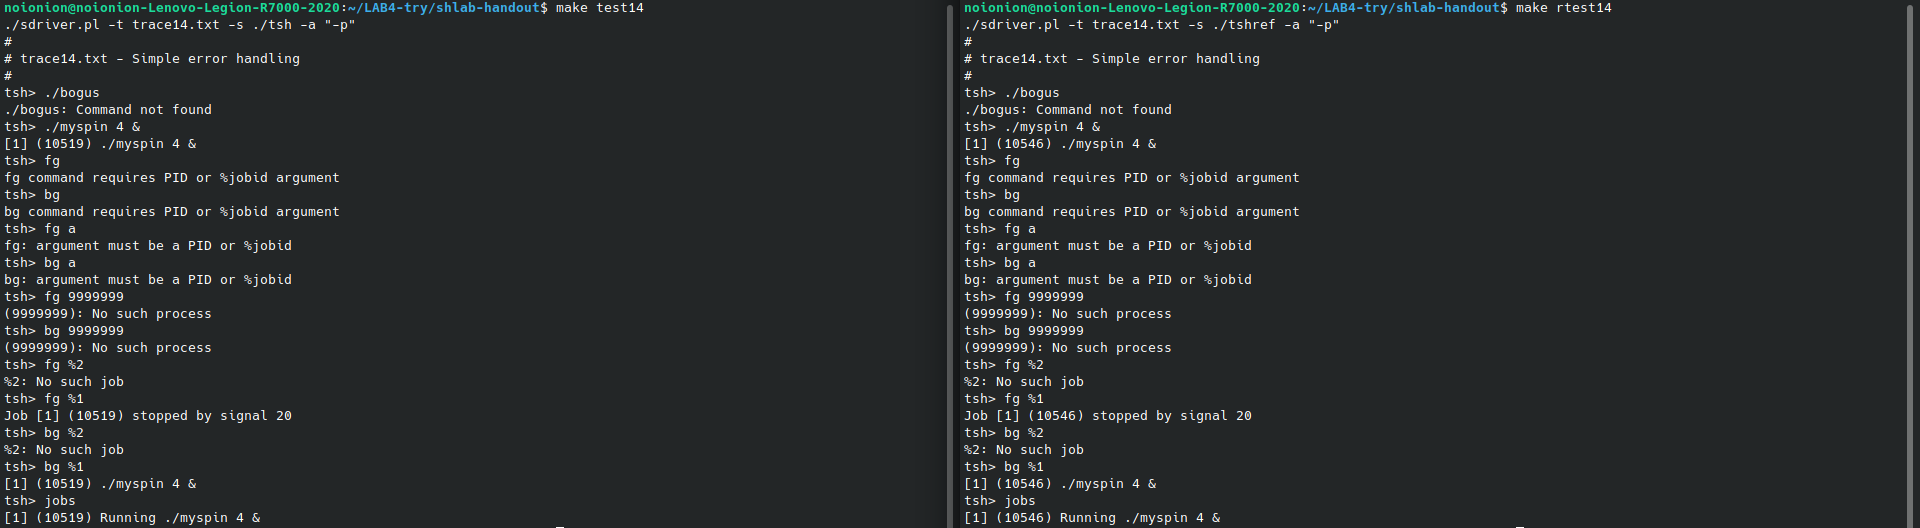 noionion@noionion-Lenovo-Legion-R7000-2020:~/LAB4-try/shlab-handout$ make test14
./sdriver.pl -t trace14.txt -s ./tsh -a "-p"
#
# trace14.txt - Simple error handling
#
tsh> ./bogus
./bogus: Command not found
tsh> ./myspin 4 &
[1] (10519) ./myspin 4 &
tsh> fg
fg command requires PID or %jobid argument
tsh> bg
bg command requires PID or %jobid argument
tsh> fg a
fg: argument must be a PID or %jobid
tsh> bg a
bg: argument must be a PID or %jobid
tsh> fg 9999999
(9999999): No such process
tsh> bg 9999999
(9999999): No such process
tsh> fg %2
%2: No such job
tsh> fg %1
Job [1] (10519) stopped by signal 20
tsh> bg %2
%2: No such job
tsh> bg %1
[1] (10519) ./myspin 4 &
tsh> jobs
[1] (10519) Running ./myspin 4 &
noionion@noionion-Lenovo-Legion-R7000-2020:~/LAB4-try/shlab-handout$ make rtest14
./sdriver.pl -t trace14.txt -s ./tshref -a "-p"
#
# trace14.txt - Simple error handling
#
tsh> ./bogus
./bogus: Command not found
tsh> ./myspin 4 &
[1] (10546) ./myspin 4 &
tsh> fg
fg command requires PID or %jobid argument
tsh> bg
bg command requires PID or %jobid argument
tsh> fg a
fg: argument must be a PID or %jobid
tsh> bg a
bg: argument must be a PID or %jobid
tsh> fg 9999999
(9999999): No such process
tsh> bg 9999999
(9999999): No such process
tsh> fg %2
%2: No such job
tsh> fg %1
Job [1] (10546) stopped by signal 20
tsh> bg %2
%2: No such job
tsh> bg %1
[1] (10546) ./myspin 4 &
tsh> jobs
[1] (10546) Running ./myspin 4 &